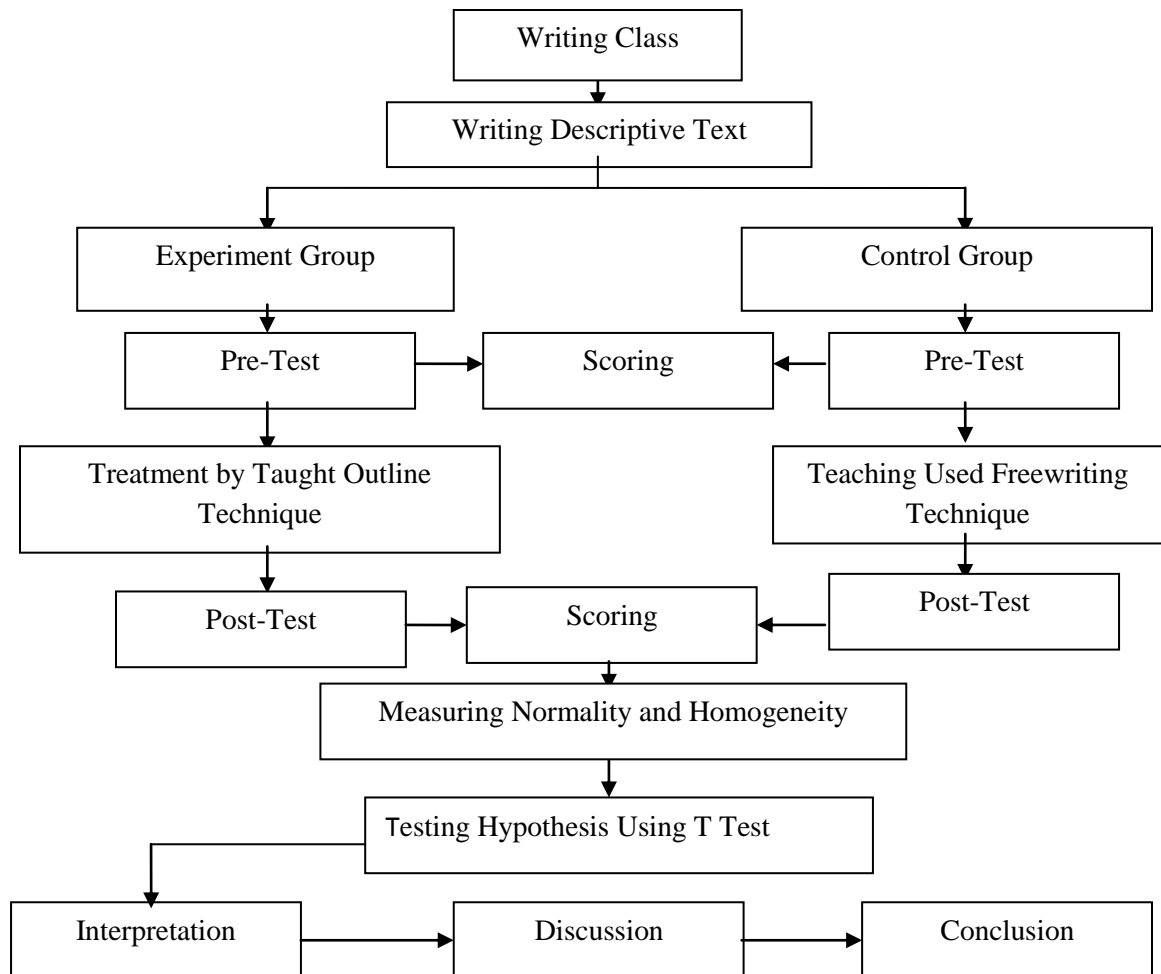 Writing Class
Writing Descriptive Text
Experiment Group
Control Group
Pre-Test
Scoring
Pre-Test
Treatment by Taught Outline
Technique
Teaching Used Freewriting
Technique
Post-Test
Scoring
Post-Test
Measuring Normality and Homogeneity
Testing Hypothesis Using T Test
Interpretation
Discussion
Conclusion